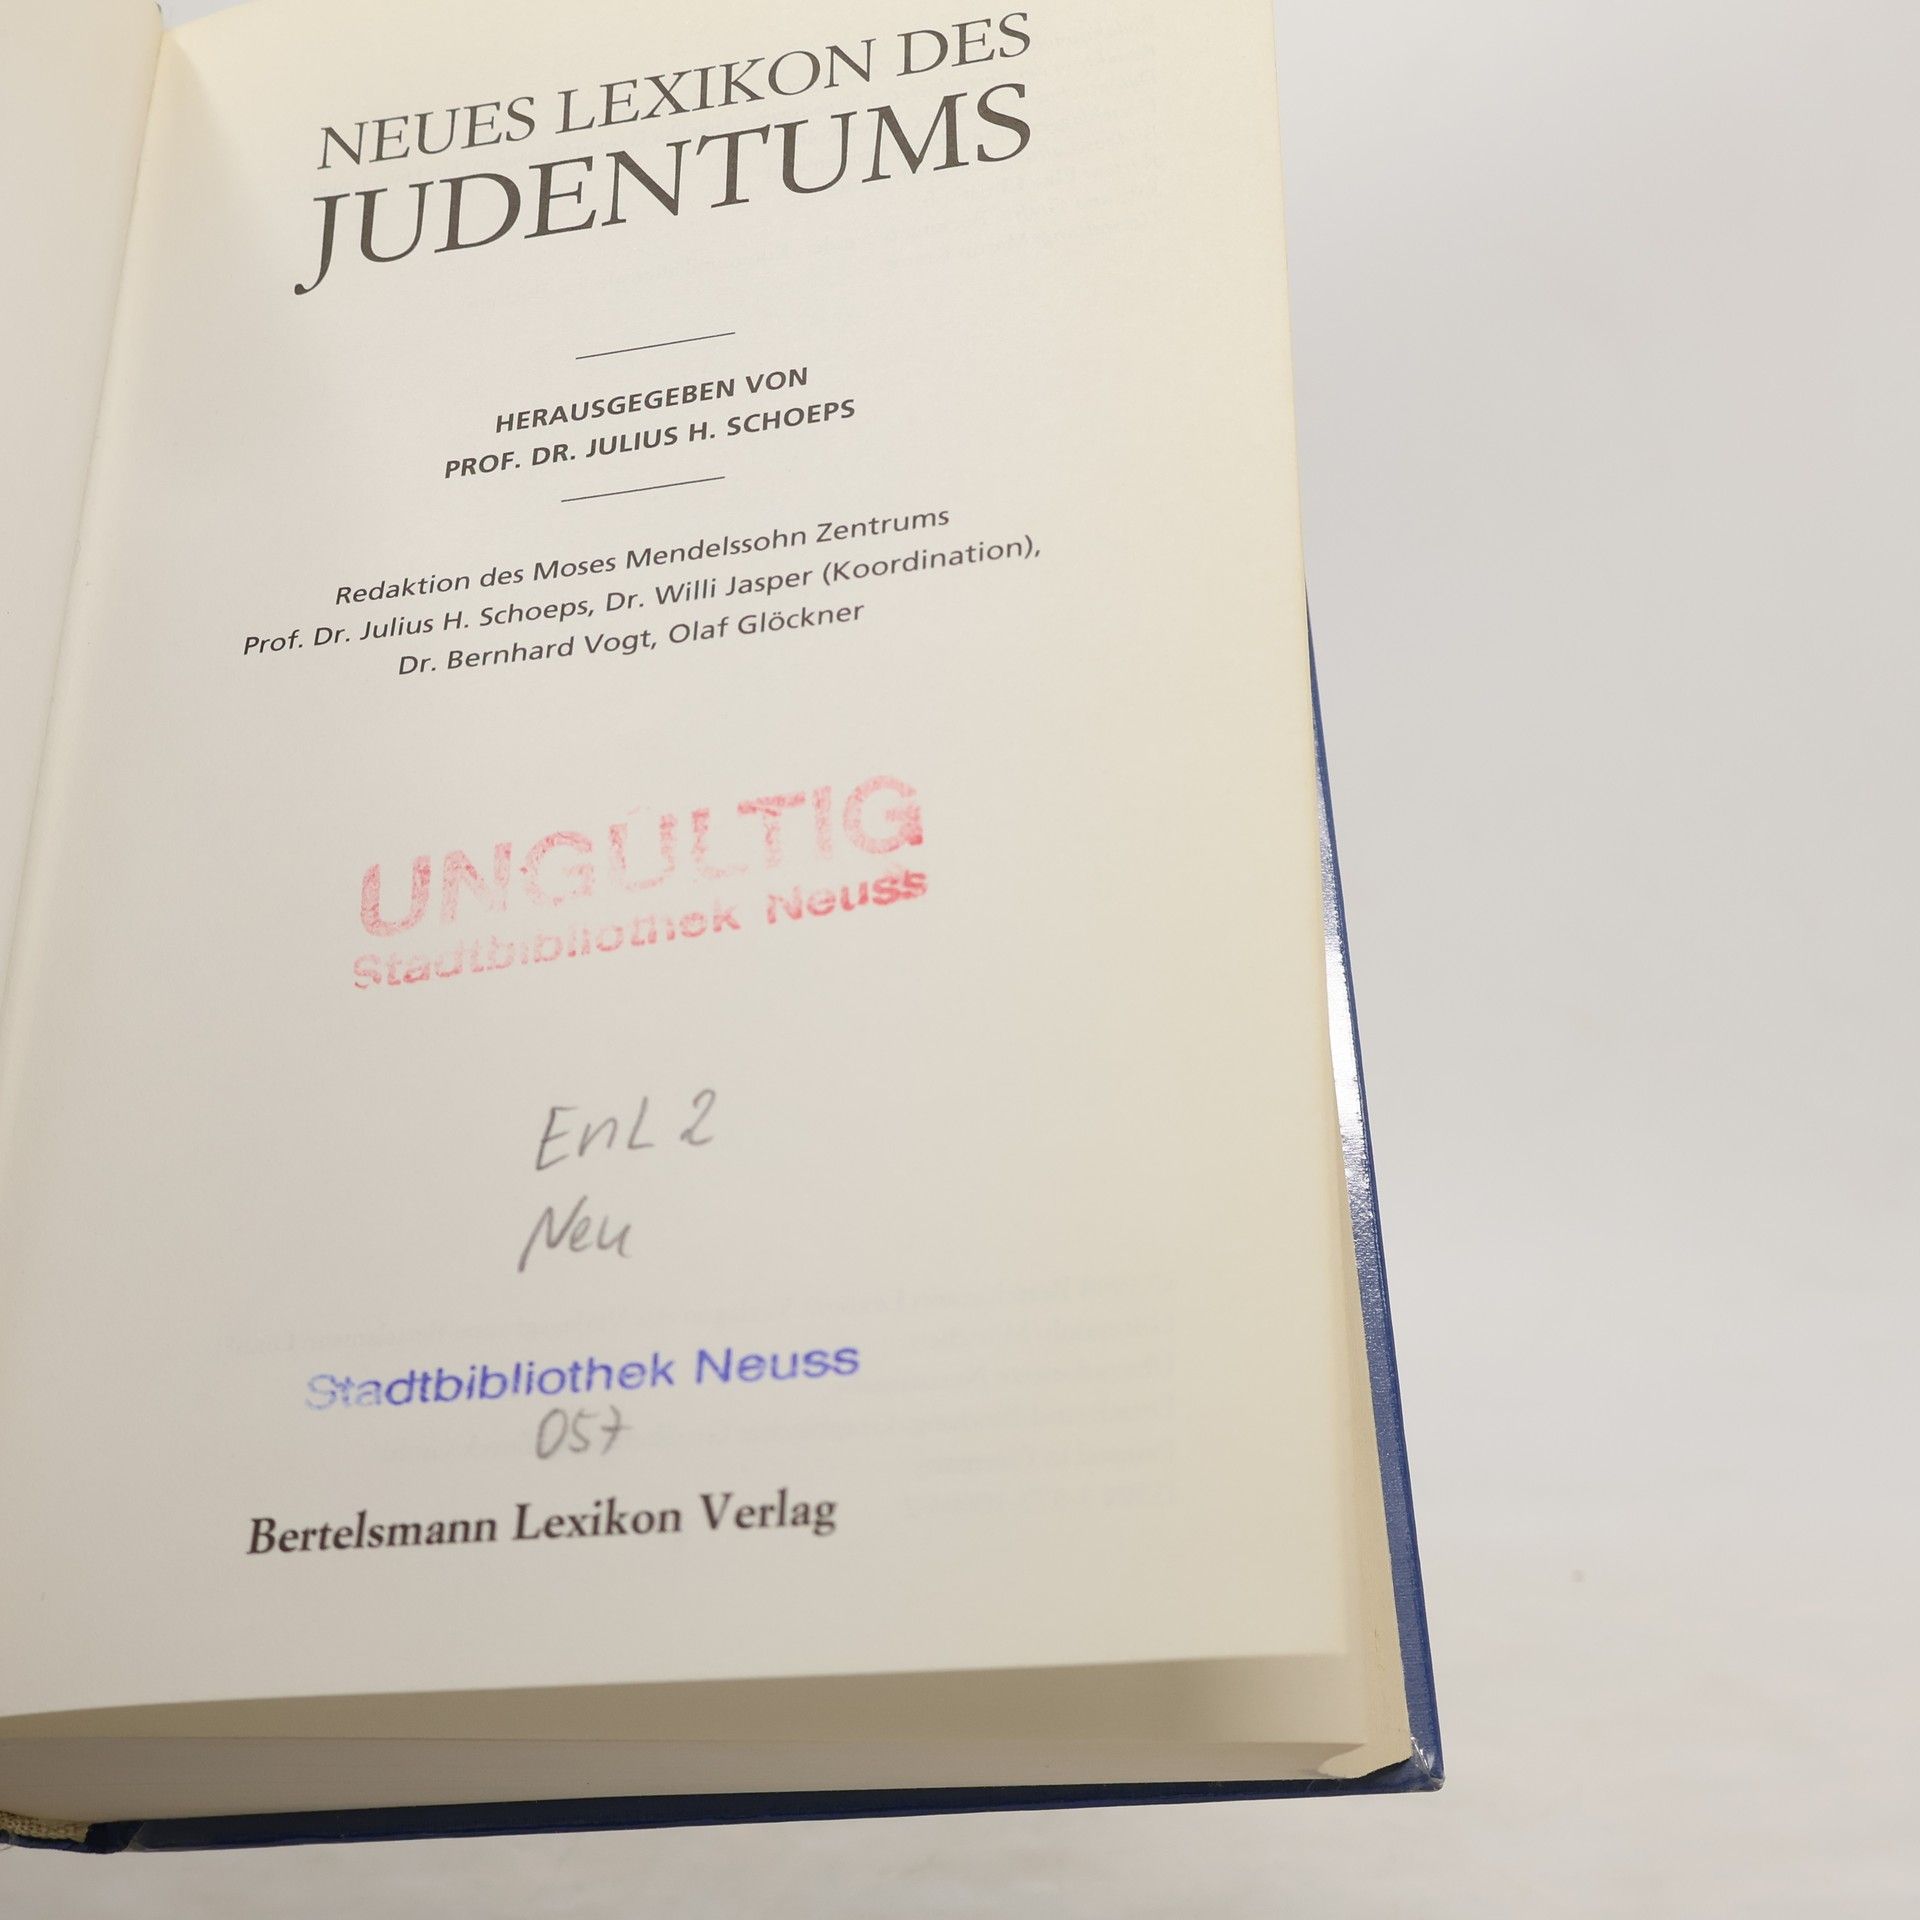 NEUES LEXIKON DES
JUDENTUMS
HERAUSGEGEBEN VON
PROF. DR. JULIUS H. SCHOEPS
Redaktion des Moses Mendelssohn Zentrums
Prof. Dr. Julius H. Schoeps, Dr. Willi Jasper (Koordination),
Dr. Bernhard Vogt, Olaf Glöckner
UNGÜLTIG
Stadtbibliothek Neuss
EnL 2
Neu
Stadtbibliothek Neuss
057
Bertelsmann Lexikon Verlag